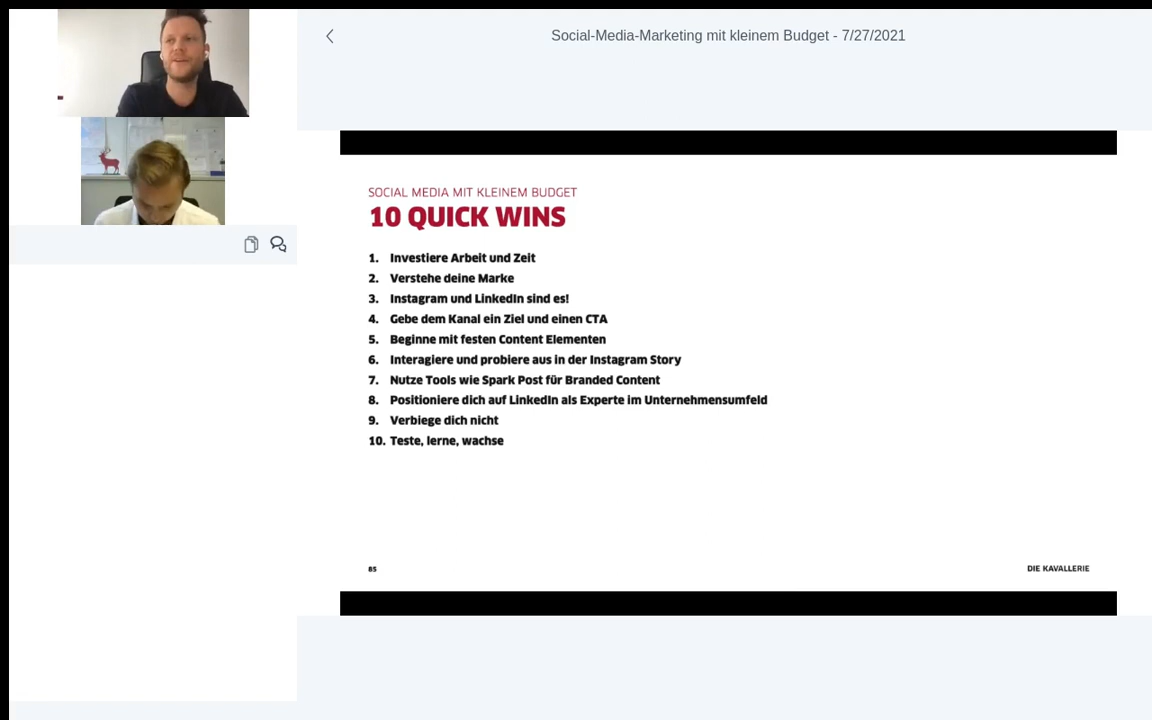 Social-Media-Marketing mit kleinem Budget - 7/27/2021
SOCIAL MEDIA MIT KLEINEM BUDGET
10 QUICK WINS
1. Investiere Arbeit und Zeit
2. Verstehe deine Marke
3. Instagram und LinkedIn sind es!
4. Gebe dem Kanal ein Ziel und einen CTA
5. Beginne mit festen Content Elementen
6. Interagiere und probiere aus in der Instagram Story
7. Nutze Tools wie Spark Post für Branded Content
8. Positioniere dich auf LinkedIn als Experte im Unternehmensumfeld
9. Verbiege dich nicht
10. Teste, lerne, wachse
85
DIE KAVALLERIE